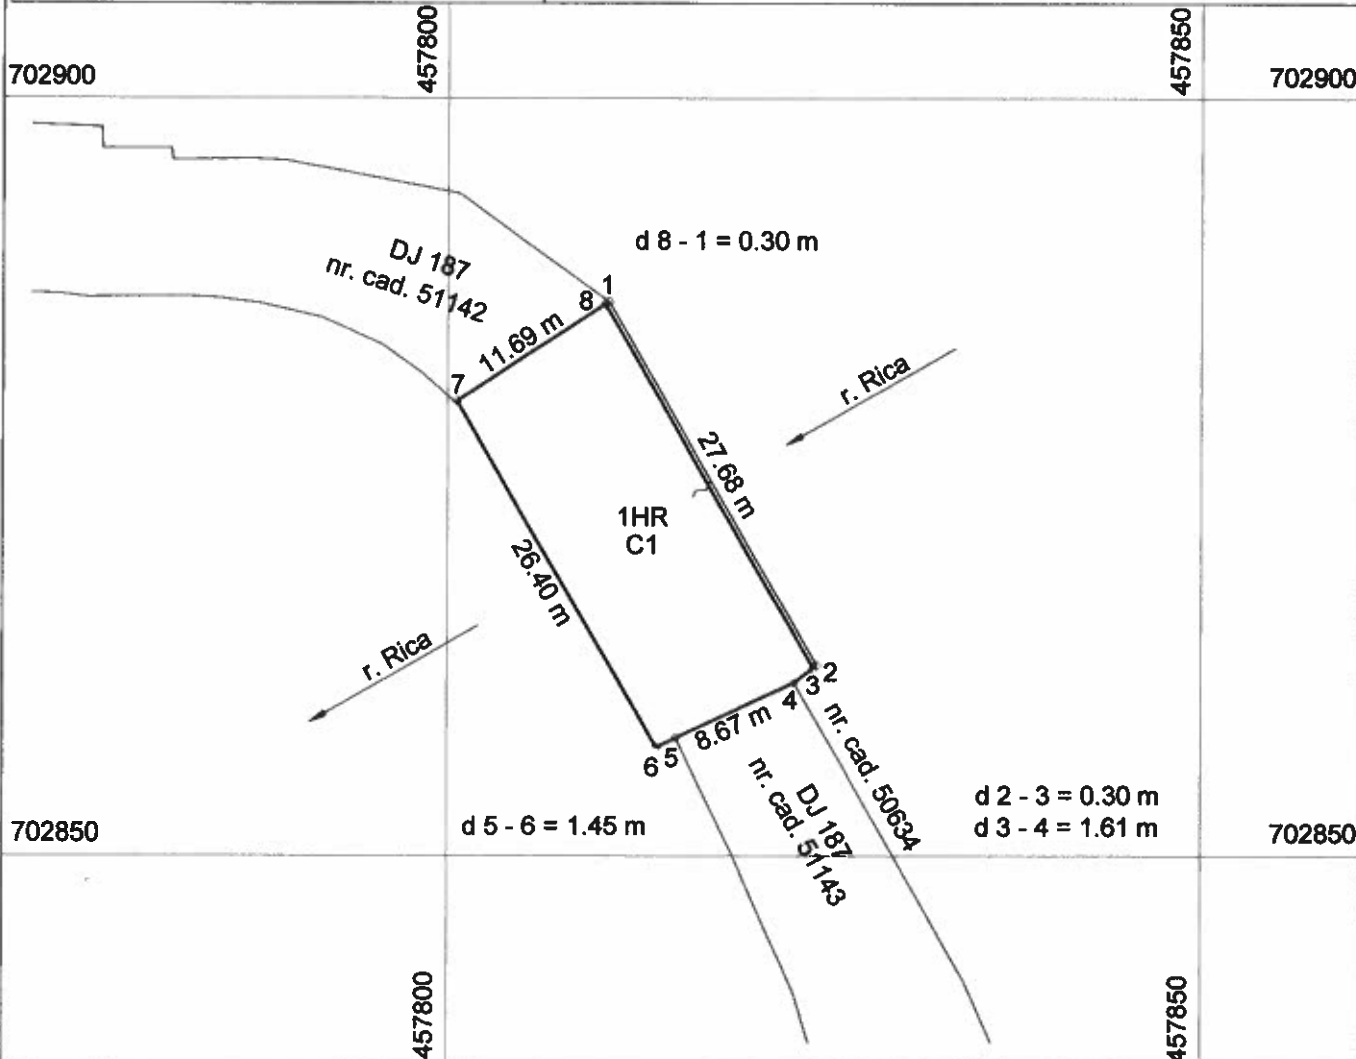 457800
457850
702900
702900
d 8 - 1 = 0.30 m
DJ 187
nr. cad. 51142
1
8
11.69 m
7
r. Rica
27.68 m
1HR
C1
26.40 m
r. Rica
2
3
4
8.67 m
5
6
nr. cad. 50634
DJ 187
nr. cad. 51143
d 2 - 3 = 0.30 m
d 3 - 4 = 1.61 m
d 5 - 6 = 1.45 m
702850
702850
457800
457850